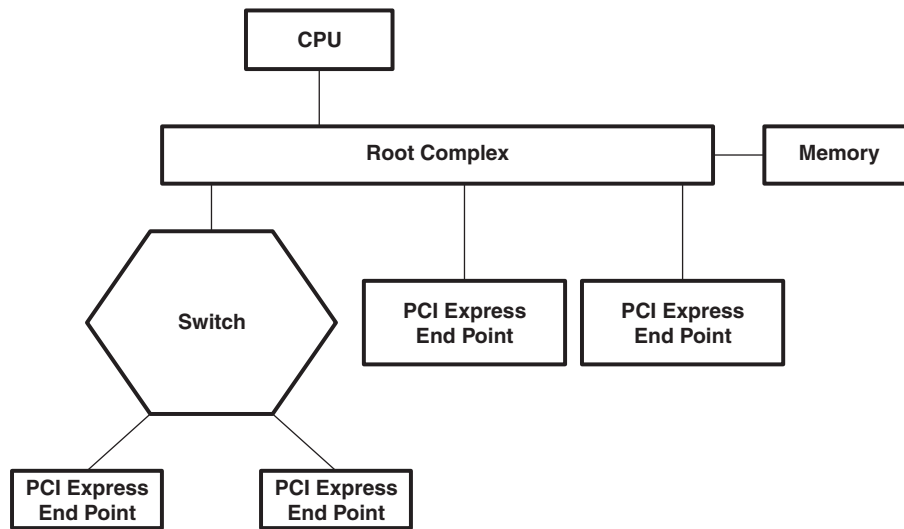 CPU
Root Complex
Memory
Switch
PCI Express
End Point
PCI Express
End Point
PCI Express
End Point
PCI Express
End Point